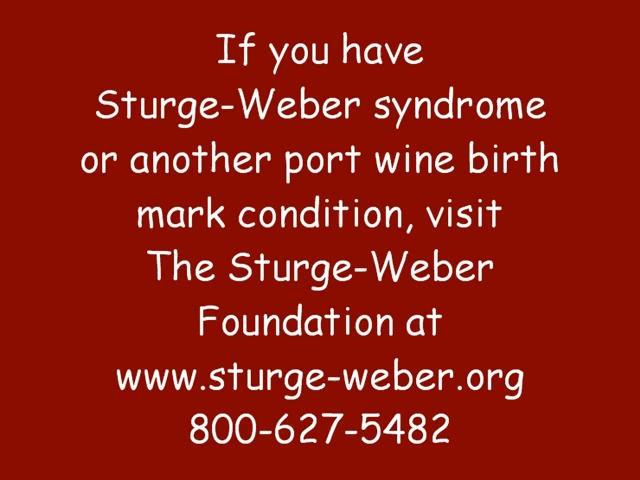 If you have
Sturge-Weber syndrome
or another port wine birth
mark condition, visit
The Sturge-Weber
Foundation at
www.sturge-weber.org
800-627-5482